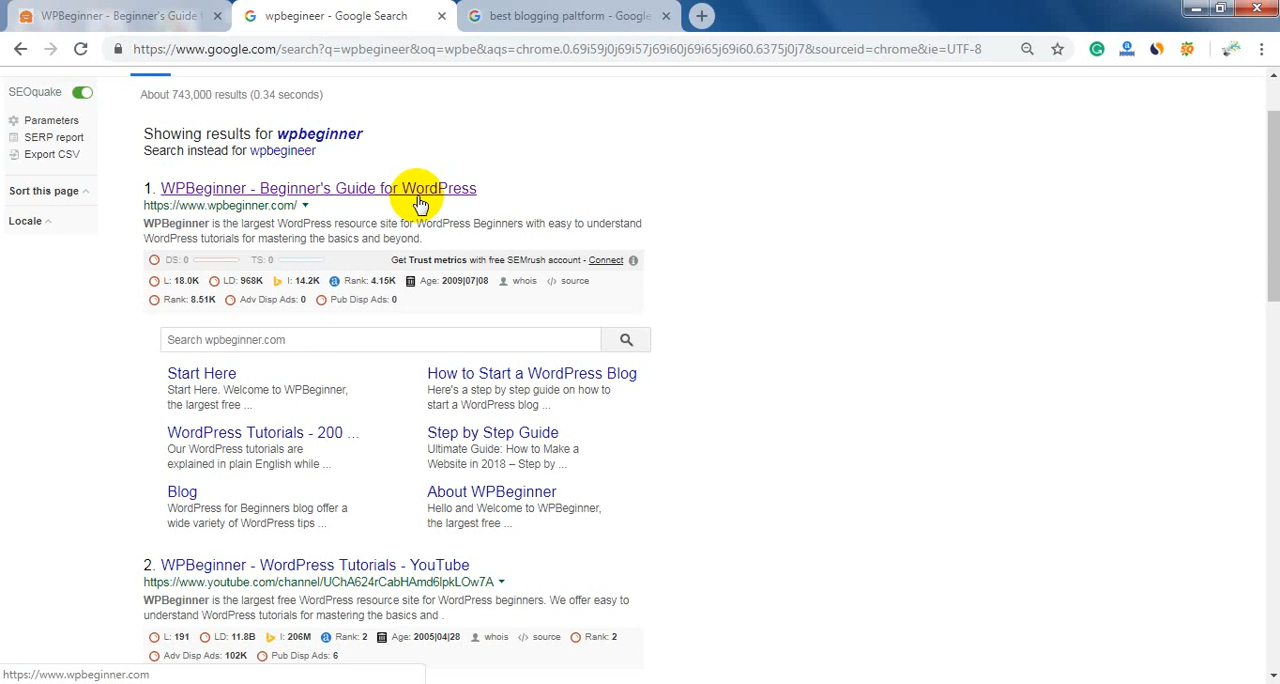 WPBeginner - Beginner's Guide
wpbegineer - Google Search
best blogging paltform - Google
https://www.google.com/search?q=wpbegineer&oq=wpbe&aqs=chrome.0.69i59j0j69i57j69i60j69i65j69i60.6375j0j7&sourceid=chrome&ie=UTF-8
SEOquake
Parameters
SERP report
Export CSV
Sort this page
Locale
About 743,000 results (0.34 seconds)
Showing results for wpbeginner
Search instead for wpbegineer
1. WPBeginner - Beginner's Guide for WordPress
https://www.wpbeginner.com/
WPBeginner is the largest WordPress resource site for WordPress Beginners with easy to understand
WordPress tutorials for mastering the basics and beyond.
DS: 0 TS: 0 Get Trust metrics with free SEMrush account - Connect
L: 18.0K LD: 968K I: 14.2K Rank: 4.15K Age: 2009|07|08 whois source
Rank: 8.51K Adv Disp Ads: 0 Pub Disp Ads: 0
Search wpbeginner.com
Start Here
Start Here. Welcome to WPBeginner,
the largest free ...
How to Start a WordPress Blog
Here's a step by step guide on how to
start a WordPress blog ...
WordPress Tutorials - 200 ...
Our WordPress tutorials are
explained in plain English while ...
Step by Step Guide
Ultimate Guide: How to Make a
Website in 2018 – Step by ...
Blog
WordPress for Beginners blog offer a
wide variety of WordPress tips ...
About WPBeginner
Hello and Welcome to WPBeginner,
the largest free ...
2. WPBeginner - WordPress Tutorials - YouTube
https://www.youtube.com/channel/UChA624rCabHAmd6lpkLOw7A
WPBeginner is the largest free WordPress resource site for WordPress beginners. We offer easy to
understand WordPress tutorials for mastering the basics and .
L: 191 LD: 11.8B I: 206M Rank: 2 Age: 2005|04|28 whois source Rank: 2
Adv Disp Ads: 102K Pub Disp Ads: 6
https://www.wpbeginner.com